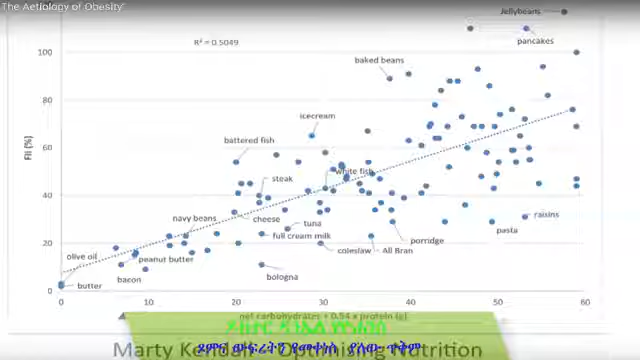 The Aetiology of Obesity"
Jellybeans
R² = 0.5049
pancakes
100
baked beans
80
icecream
FII (%)
60
battered fish
white fish
steak
40
navy beans
cheese
tuna
raisins
full cream milk
pasta
porridge
20
coleslaw
All Bran
olive oil
peanut butter
bologna
bacon
butter
0
0
10
20
30
40
50
60
net carbohydrates + 0.54 x protein (g)
Nutrition